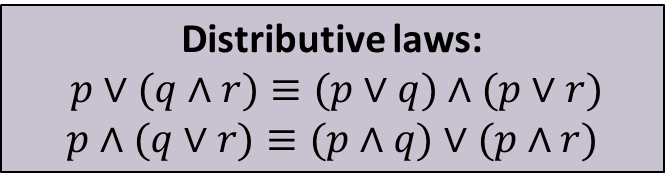 Distributive laws:
𝑝 ∨ (𝑞 ∧ 𝑟) ≡ (𝑝 ∨ 𝑞) ∧ (𝑝 ∨ 𝑟)
𝑝 ∧ (𝑞 ∨ 𝑟) ≡ (𝑝 ∧ 𝑞) ∨ (𝑝 ∧ 𝑟)